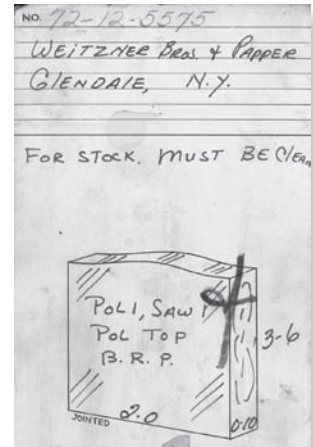 NO. 72-12-5575
WEITZNER BROS. & PAPPER
GLENDALE, N.Y.
FOR STOCK. MUST BE CLEAN
POL 1, SAW 1
POL TOP
B. R. P.
3-6
JOINTED 2-0 0-10